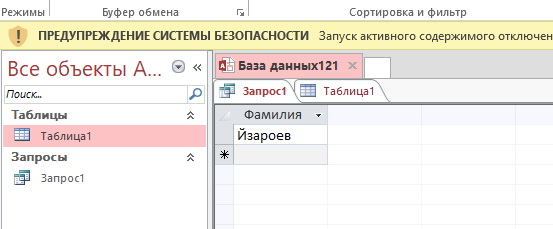 Режимы
Буфер обмена
Сортировка и фильтр
ПРЕДУПРЕЖДЕНИЕ СИСТЕМЫ БЕЗОПАСНОСТИ Запуск активного содержимого отключен
Все объекты A...
Поиск...
Таблицы
Таблица1
Запросы
Запрос1
База данных121
Запрос1
Таблица1
Фамилия
Йзароев